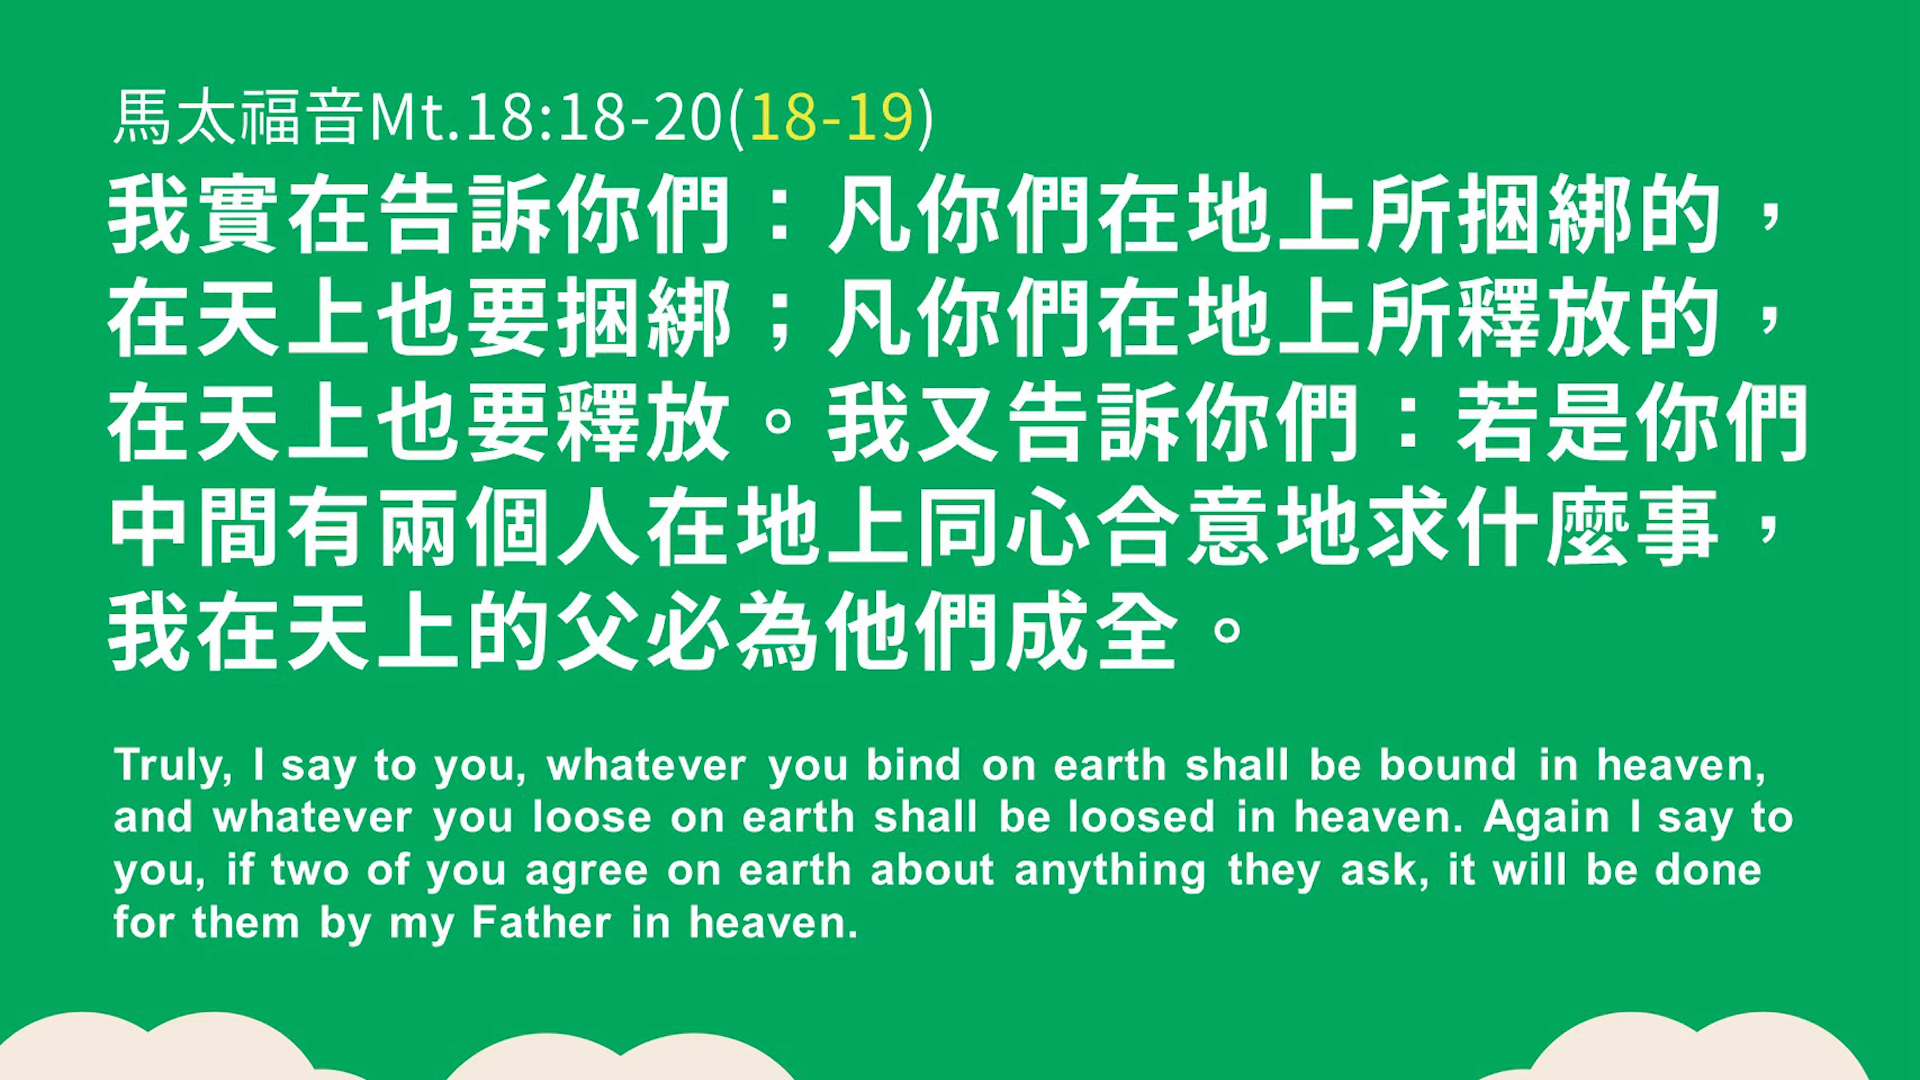 馬太福音Mt.18:18-20(18-19)
我實在告訴你們：凡你們在地上所捆綁的，
在天上也要捆綁；凡你們在地上所釋放的，
在天上也要釋放。我又告訴你們：若是你們
中間有兩個人在地上同心合意地求什麼事，
我在天上的父必為他們成全。
Truly, I say to you, whatever you bind on earth shall be bound in heaven,
and whatever you loose on earth shall be loosed in heaven. Again I say to
you, if two of you agree on earth about anything they ask, it will be done
for them by my Father in heaven.